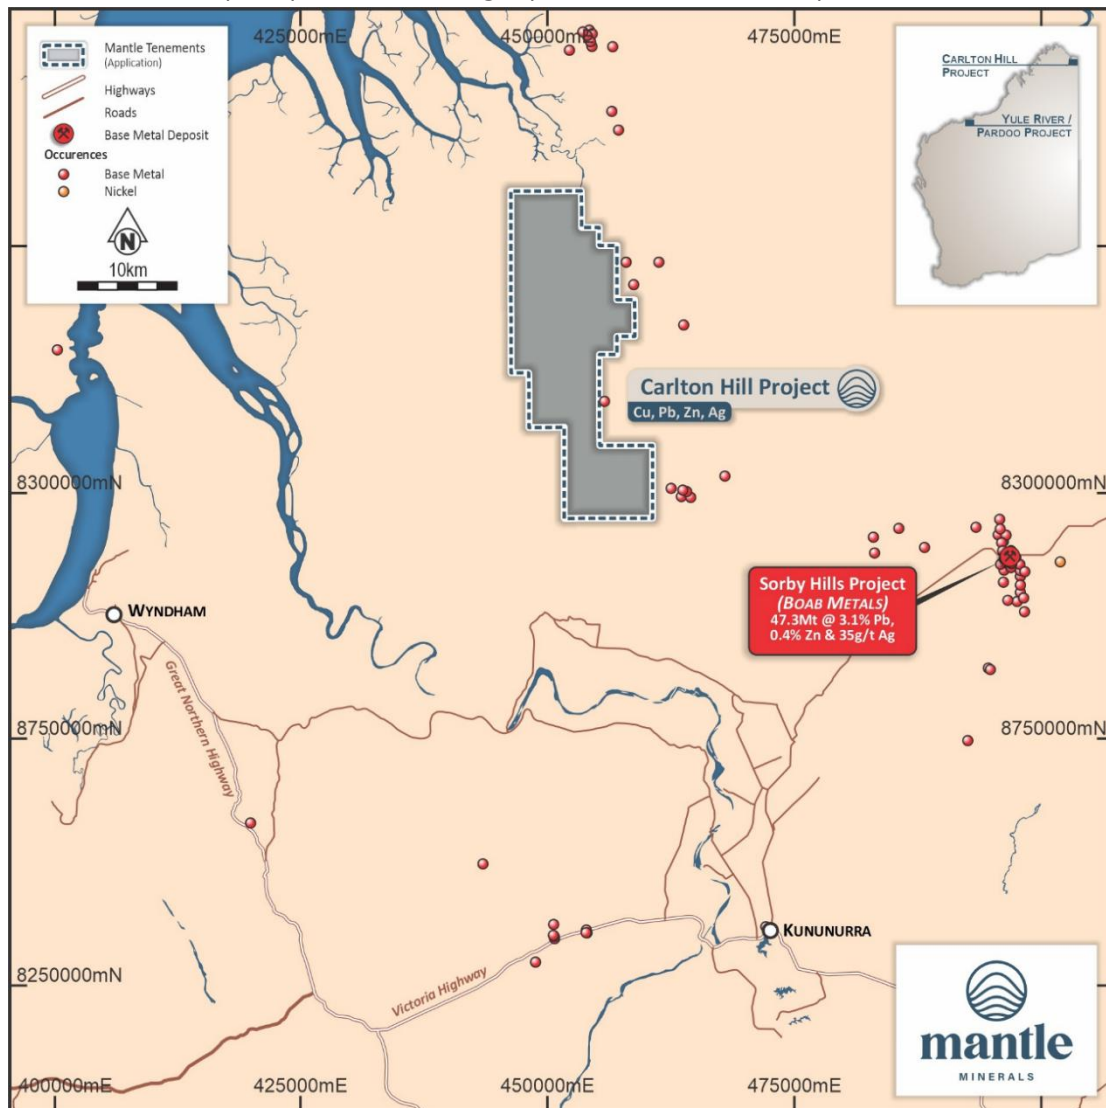 425000mE
450000mE
475000mE
Mantle Tenements
(Application)
Highways
Roads
Base Metal Deposit
Occurences
Base Metal
Nickel
N
10km
CARLTON HILL
PROJECT
YULE RIVER /
PARDOO PROJECT
Carlton Hill Project
Cu, Pb, Zn, Ag
8300000mN
8300000mN
Sorby Hills Project
(BOAB METALS)
47.3Mt @ 3.1% Pb,
0.4% Zn & 35g/t Ag
WYNDHAM
Great Northern Highway
8750000mN
8750000mN
KUNUNURRA
Victoria Highway
8250000mN
mantle
MINERALS
400000mE
425000mE
450000mE
475000mE